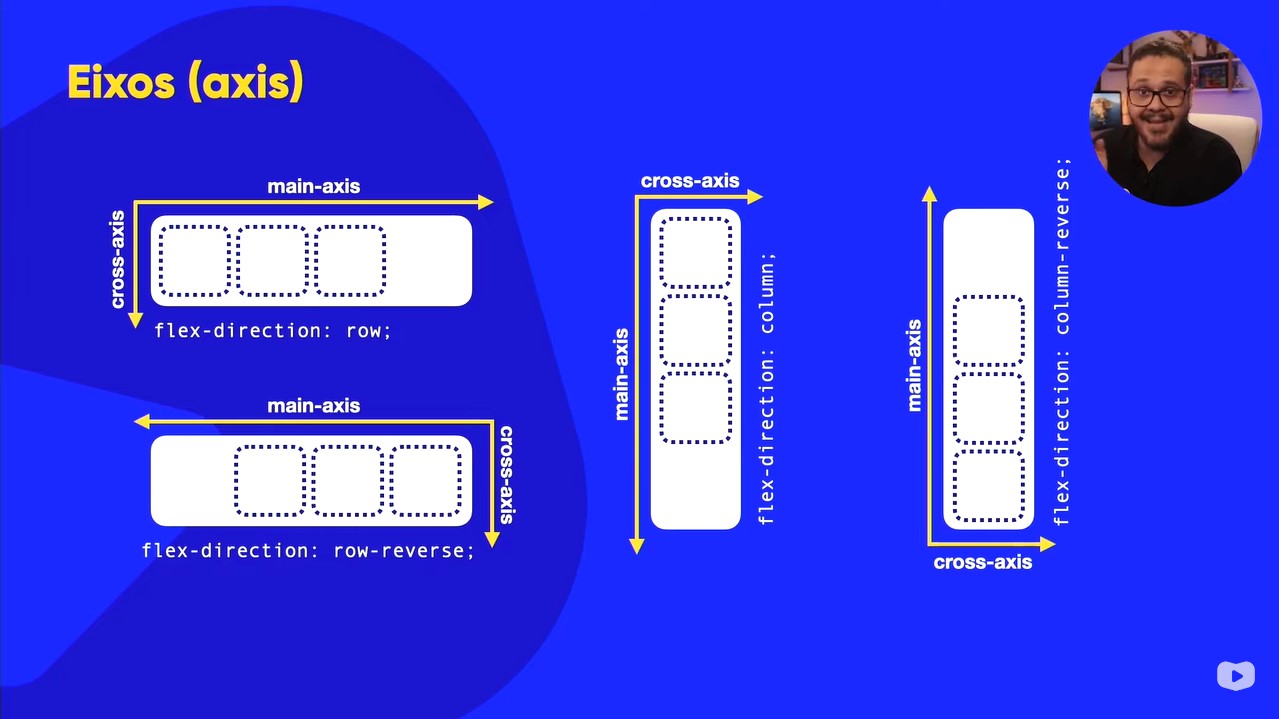 Eixos (axis)
main-axis
cross-axis
flex-direction: row;
main-axis
cross-axis
flex-direction: row-reverse;
cross-axis
main-axis
flex-direction: column;
main-axis
flex-direction: column-reverse;
cross-axis